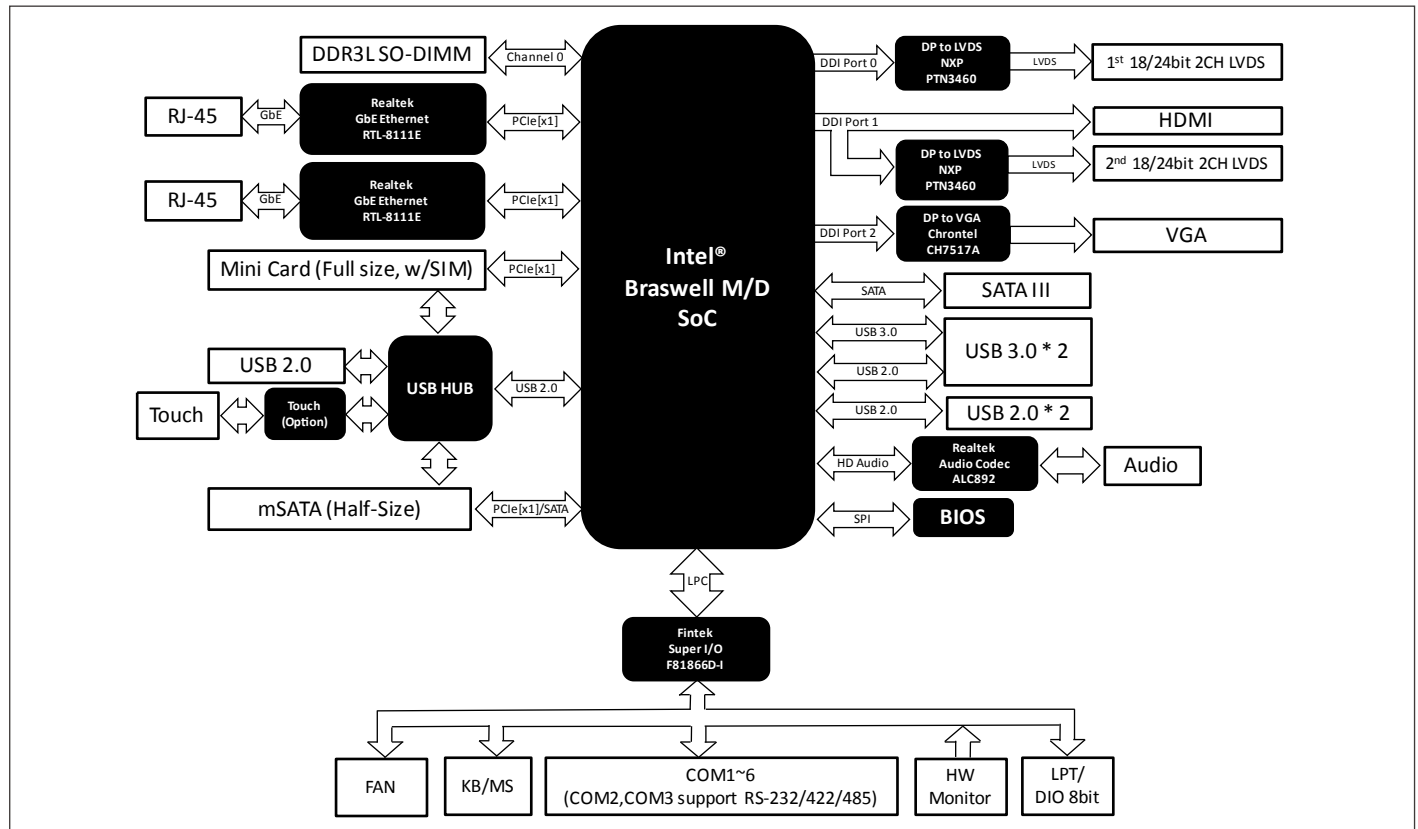 DDR3L SO-DIMM
Channel 0
RJ-45
GbE
Realtek
GbE Ethernet
RTL-8111E
PCIe[x1]
RJ-45
GbE
Realtek
GbE Ethernet
RTL-8111E
PCIe[x1]
Mini Card (Full size, w/SIM)
PCIe[x1]
USB 2.0
Touch
Touch
(Option)
USB HUB
USB 2.0
mSATA (Half-Size)
PCIe[x1]/SATA
Intel®
Braswell M/D
SoC
DDI Port 0
DP to LVDS
NXP
PTN3460
LVDS
1st 18/24bit 2CH LVDS
DDI Port 1
HDMI
DP to LVDS
NXP
PTN3460
LVDS
2nd 18/24bit 2CH LVDS
DDI Port 2
DP to VGA
Chrontel
CH7517A
VGA
SATA
SATA III
USB 3.0
USB 2.0
USB 3.0 * 2
USB 2.0
USB 2.0 * 2
HD Audio
Realtek
Audio Codec
ALC892
Audio
SPI
BIOS
LPC
Fintek
Super I/O
F81866D-I
FAN
KB/MS
COM1~6
(COM2,COM3 support RS-232/422/485)
HW
Monitor
LPT/
DIO 8bit